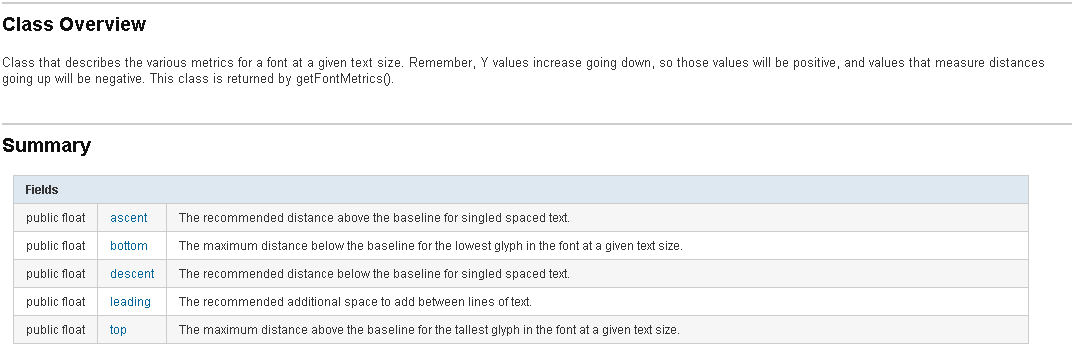 Class Overview
Class that describes the various metrics for a font at a given text size. Remember, Y values increase going down, so those values will be positive, and values that measure distances
going up will be negative. This class is returned by getFontMetrics().
Summary
Fields
public float ascent The recommended distance above the baseline for singled spaced text.
public float bottom The maximum distance below the baseline for the lowest glyph in the font at a given text size.
public float descent The recommended distance below the baseline for singled spaced text.
public float leading The recommended additional space to add between lines of text.
public float top The maximum distance above the baseline for the tallest glyph in the font at a given text size.